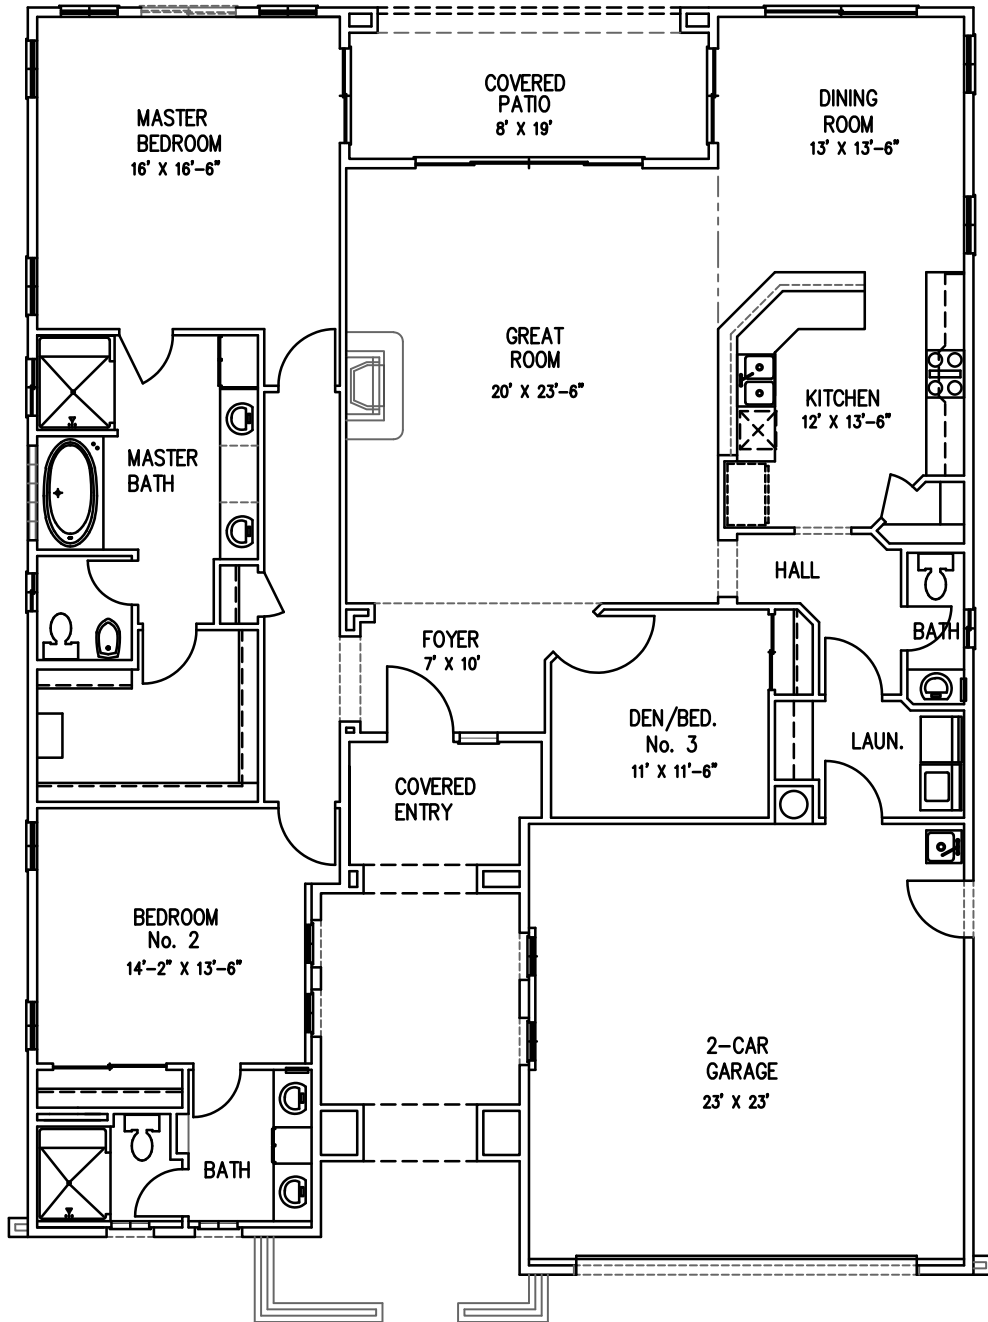 MASTER
BEDROOM
16' X 16'-6"
COVERED
PATIO
8' X 19'
DINING
ROOM
13' X 13'-6"
GREAT
ROOM
20' X 23'-6"
KITCHEN
12' X 13'-6"
MASTER
BATH
HALL
BATH
FOYER
7' X 10'
DEN/BED.
No. 3
11' X 11'-6"
LAUN.
COVERED
ENTRY
BEDROOM
No. 2
14'-2" X 13'-6"
2-CAR
GARAGE
23' X 23'
BATH